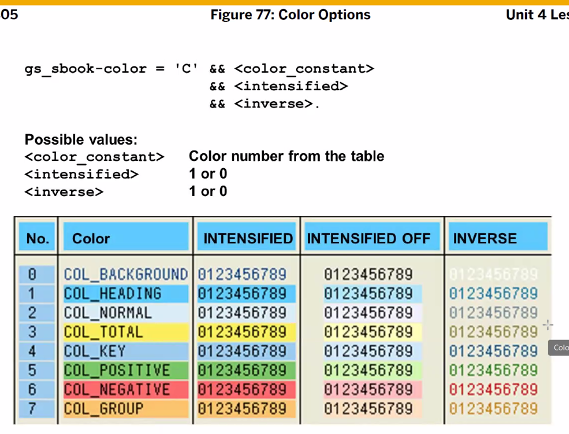 05 Figure 77: Color Options Unit 4 Les
gs_sbook-color = 'C' && <color_constant>
&& <intensified>
&& <inverse>.
Possible values:
<color_constant> Color number from the table
<intensified> 1 or 0
<inverse> 1 or 0
No. Color INTENSIFIED INTENSIFIED OFF INVERSE
0 COL_BACKGROUND 0123456789 0123456789 0123456789
1 COL_HEADING 0123456789 0123456789 0123456789
2 COL_NORMAL 0123456789 0123456789 0123456789
3 COL_TOTAL 0123456789 0123456789 0123456789
4 COL_KEY 0123456789 0123456789 0123456789
5 COL_POSITIVE 0123456789 0123456789 0123456789
6 COL_NEGATIVE 0123456789 0123456789 0123456789
7 COL_GROUP 0123456789 0123456789 0123456789
Colo